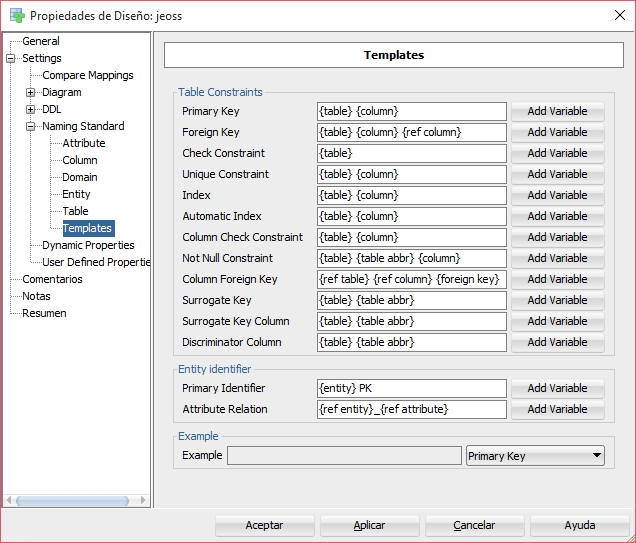 Propiedades de Diseño: jeoss
General
Settings
Compare Mappings
Diagram
DDL
Naming Standard
Attribute
Column
Domain
Entity
Table
Templates
Dynamic Properties
User Defined Propertie
Comentarios
Notas
Resumen
Templates
Table Constraints
Primary Key {table} {column} Add Variable
Foreign Key {table} {column} {ref column} Add Variable
Check Constraint {table} Add Variable
Unique Constraint {table} {column} Add Variable
Index {table} {column} Add Variable
Automatic Index {table} {column} Add Variable
Column Check Constraint {table} {column} Add Variable
Not Null Constraint {table} {table abbr} {column} Add Variable
Column Foreign Key {ref table} {ref column} {foreign key} Add Variable
Surrogate Key {table} {table abbr} Add Variable
Surrogate Key Column {table} {table abbr} Add Variable
Discriminator Column {table} {table abbr} Add Variable
Entity identifier
Primary Identifier {entity} PK Add Variable
Attribute Relation {ref entity}_{ref attribute} Add Variable
Example
Example Primary Key
Aceptar Aplicar Cancelar Ayuda